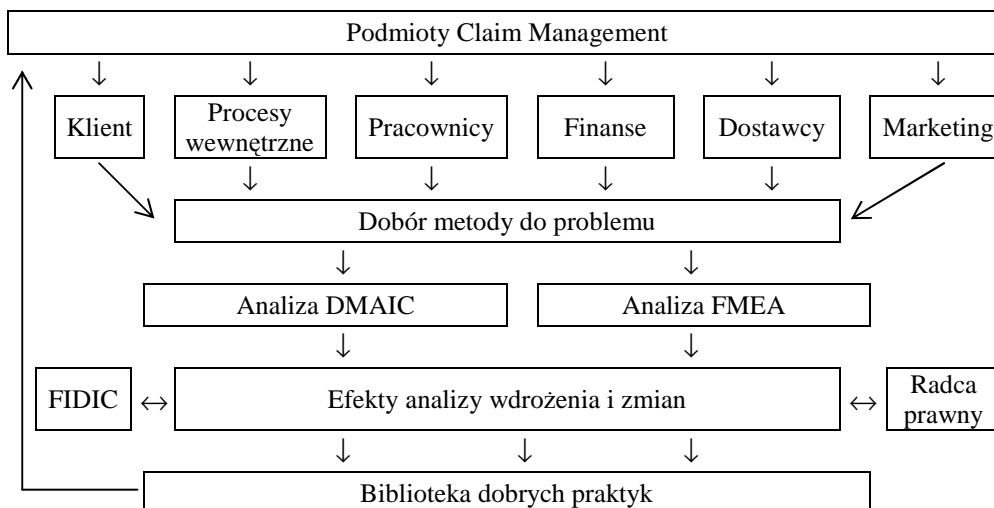 Podmioty Claim Management
Klient
Procesy
wewnętrzne
Pracownicy
Finanse
Dostawcy
Marketing
Dobór metody do problemu
Analiza DMAIC
Analiza FMEA
FIDIC
Efekty analizy wdrożenia i zmian
Radca
prawny
Biblioteka dobrych praktyk